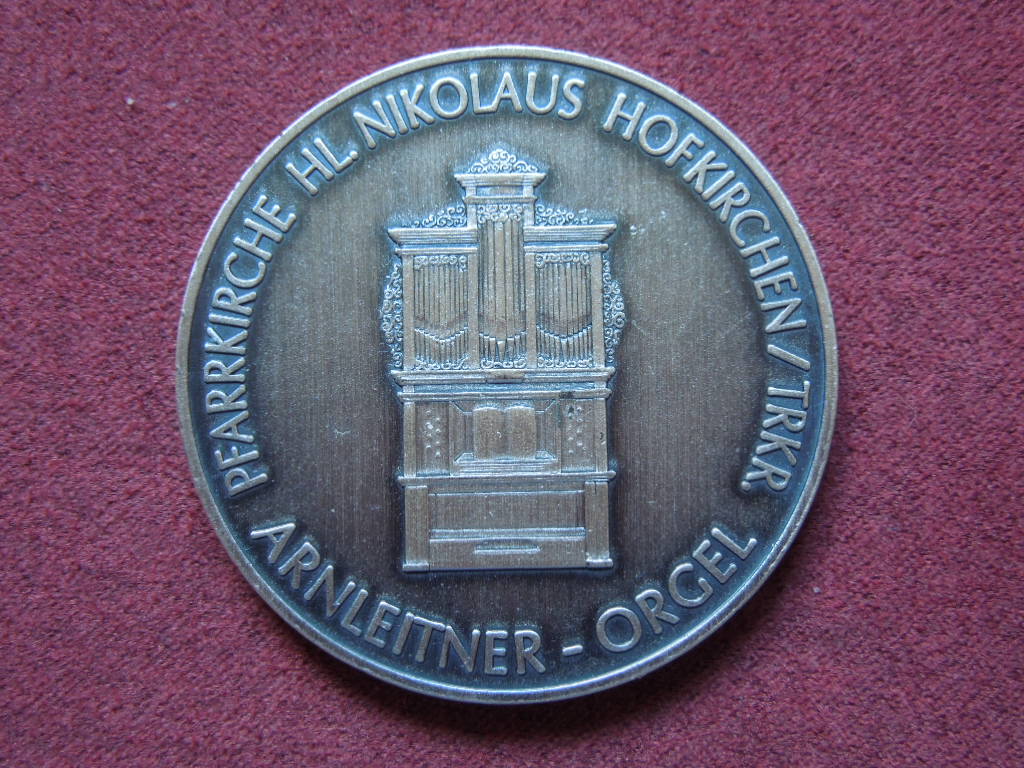 PFARRKIRCHE HL. NIKOLAUS HOFKIRCHEN / TRKR.
ARNLEITNER - ORGEL